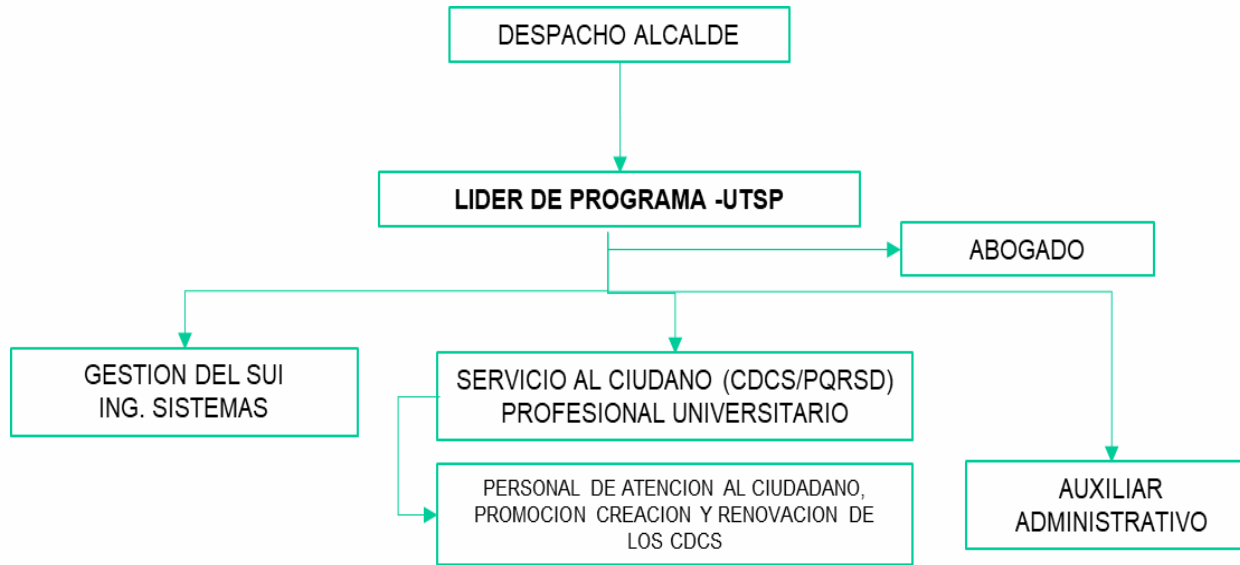 DESPACHO ALCALDE
LIDER DE PROGRAMA -UTSP
ABOGADO
GESTION DEL SUI
ING. SISTEMAS
SERVICIO AL CIUDANO (CDCS/PQRSD)
PROFESIONAL UNIVERSITARIO
PERSONAL DE ATENCION AL CIUDADANO,
PROMOCION CREACION Y RENOVACION DE
LOS CDCS
AUXILIAR
ADMINISTRATIVO